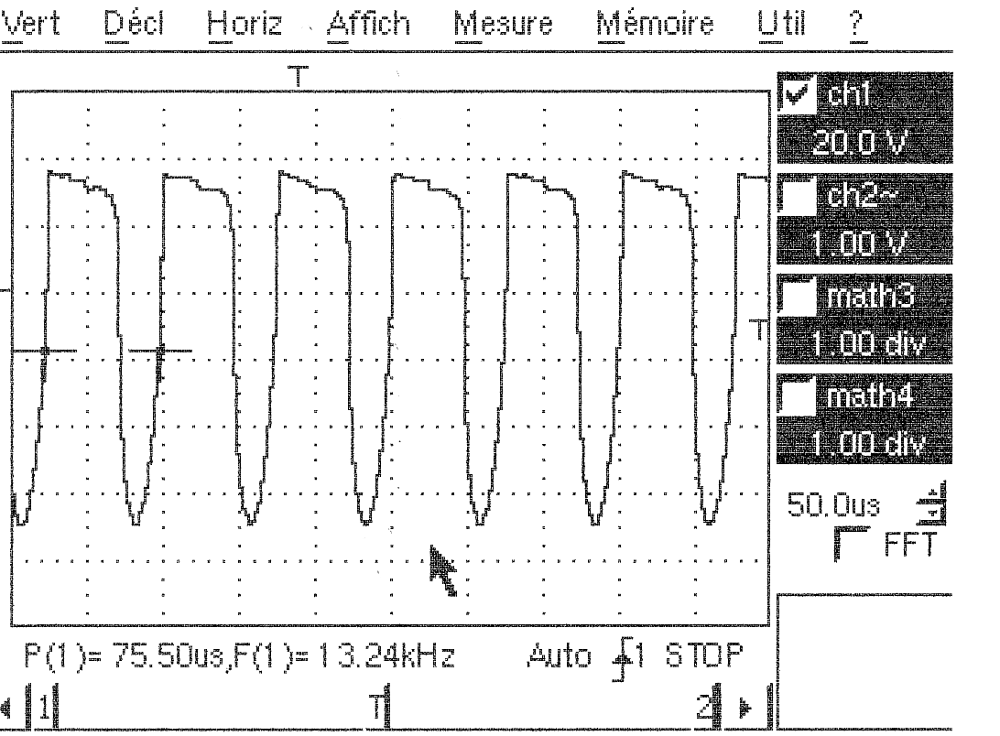 Vert Décl Horiz Affich Mesure Mémoire Util ?
T
ch1
20.0 V
ch2~
1.00 V
math3
1.00 div
T
math4
1.00 div
50.0us
FFT
P(1)= 75.50us,F(1)= 13.24kHz Auto 1 STOP
1 T 2